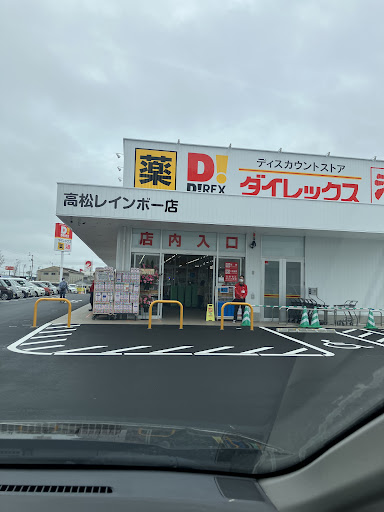 薬
D!
D!REX
ディスカウントストア
ダイレックス
高松レインボー店
店内入口